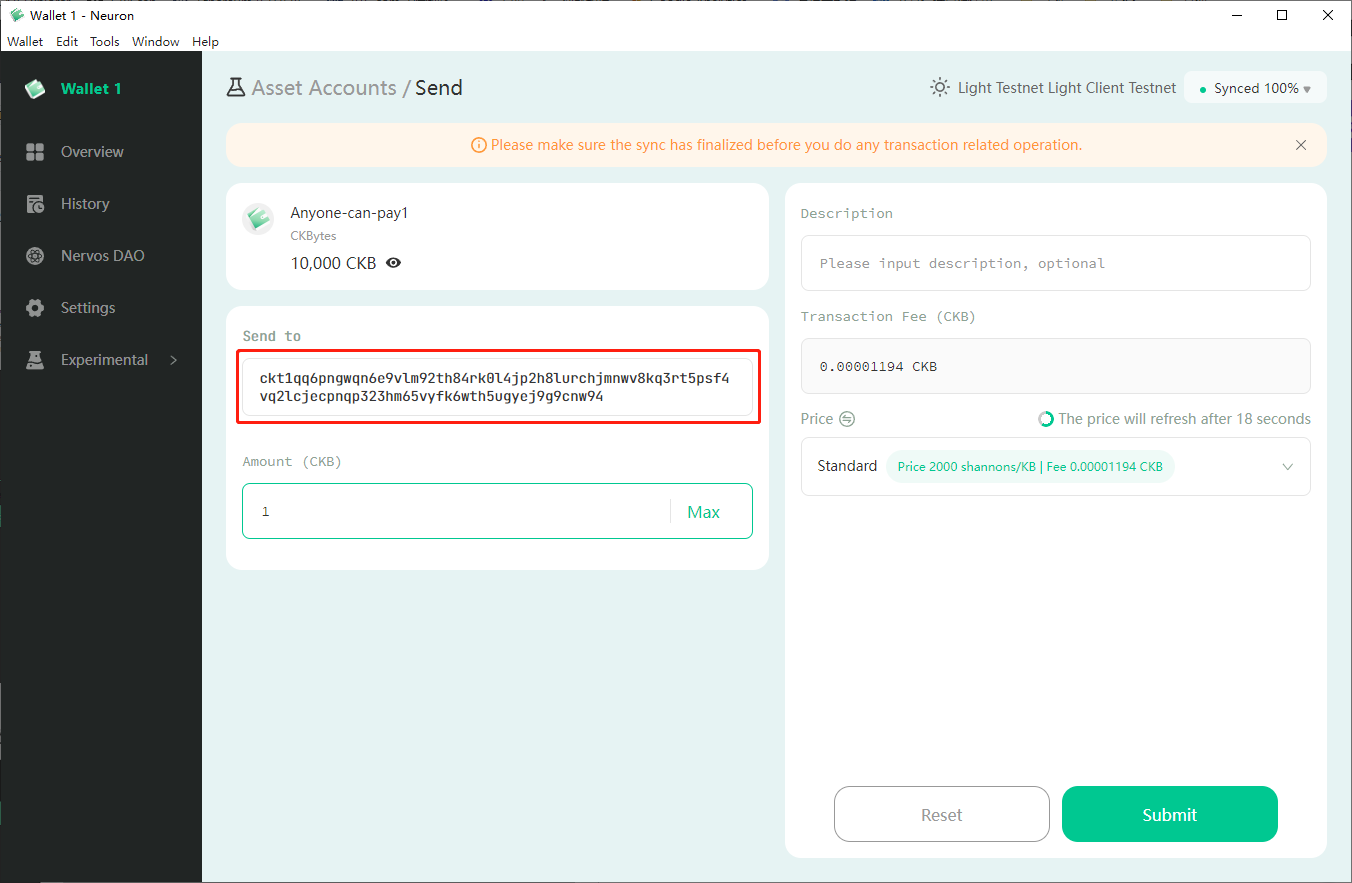 Wallet 1 - Neuron
Wallet Edit Tools Window Help
Wallet 1
Overview
History
Nervos DAO
Settings
Experimental
Asset Accounts / Send
Light Testnet Light Client Testnet
Synced 100%
Please make sure the sync has finalized before you do any transaction related operation.
Anyone-can-pay1
CKBytes
10,000 CKB
Send to
ckt1qq6pngwqn6e9vlm92th84rk0l4jp2h8lurchjmnwv8kq3rt5psf4
vq2lcjecpnqp323hm65vyfk6wth5ugyej9g9cnw94
Amount (CKB)
1
Max
Description
Please input description, optional
Transaction Fee (CKB)
0.00001194 CKB
Price
The price will refresh after 18 seconds
Standard
Price 2000 shannons/KB | Fee 0.00001194 CKB
Reset
Submit